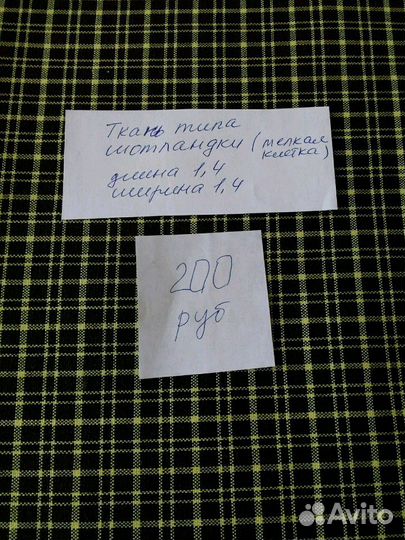 Ткань типа
шотландки (мелкая
клетка)
длина 1,4
ширина 1,4
200
руб
Avito